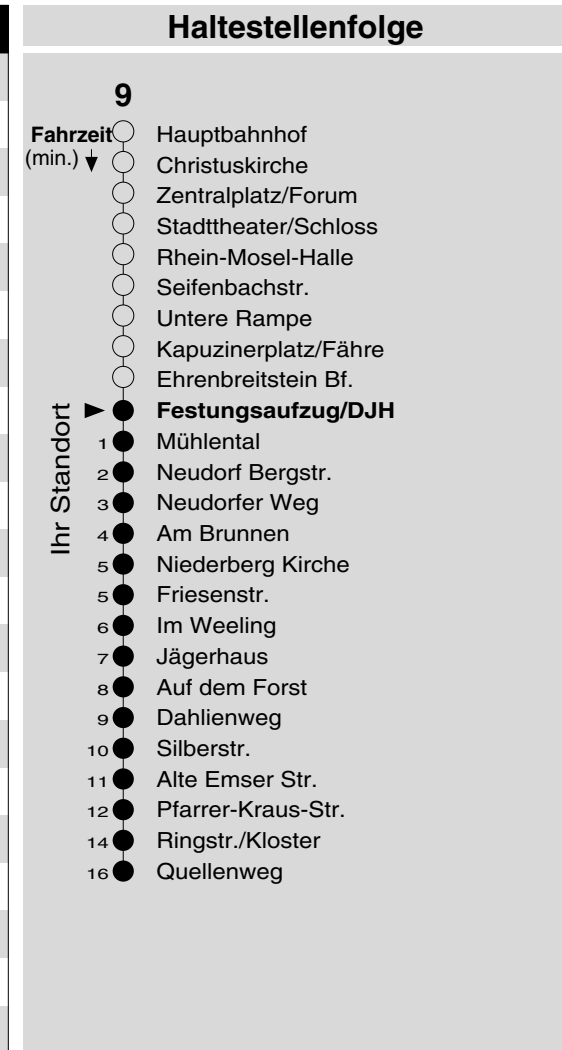 Haltestellenfolge
9
Fahrzeit
(min.)
Hauptbahnhof
Christuskirche
Zentralplatz/Forum
Stadttheater/Schloss
Rhein-Mosel-Halle
Seifenbachstr.
Untere Rampe
Kapuzinerplatz/Fähre
Ehrenbreitstein Bf.
Ihr Standort
Festungsaufzug/DJH
1 Mühlental
2 Neudorf Bergstr.
3 Neudorfer Weg
4 Am Brunnen
5 Niederberg Kirche
5 Friesenstr.
6 Im Weeling
7 Jägerhaus
8 Auf dem Forst
9 Dahlienweg
10 Silberstr.
11 Alte Emser Str.
12 Pfarrer-Kraus-Str.
14 Ringstr./Kloster
16 Quellenweg